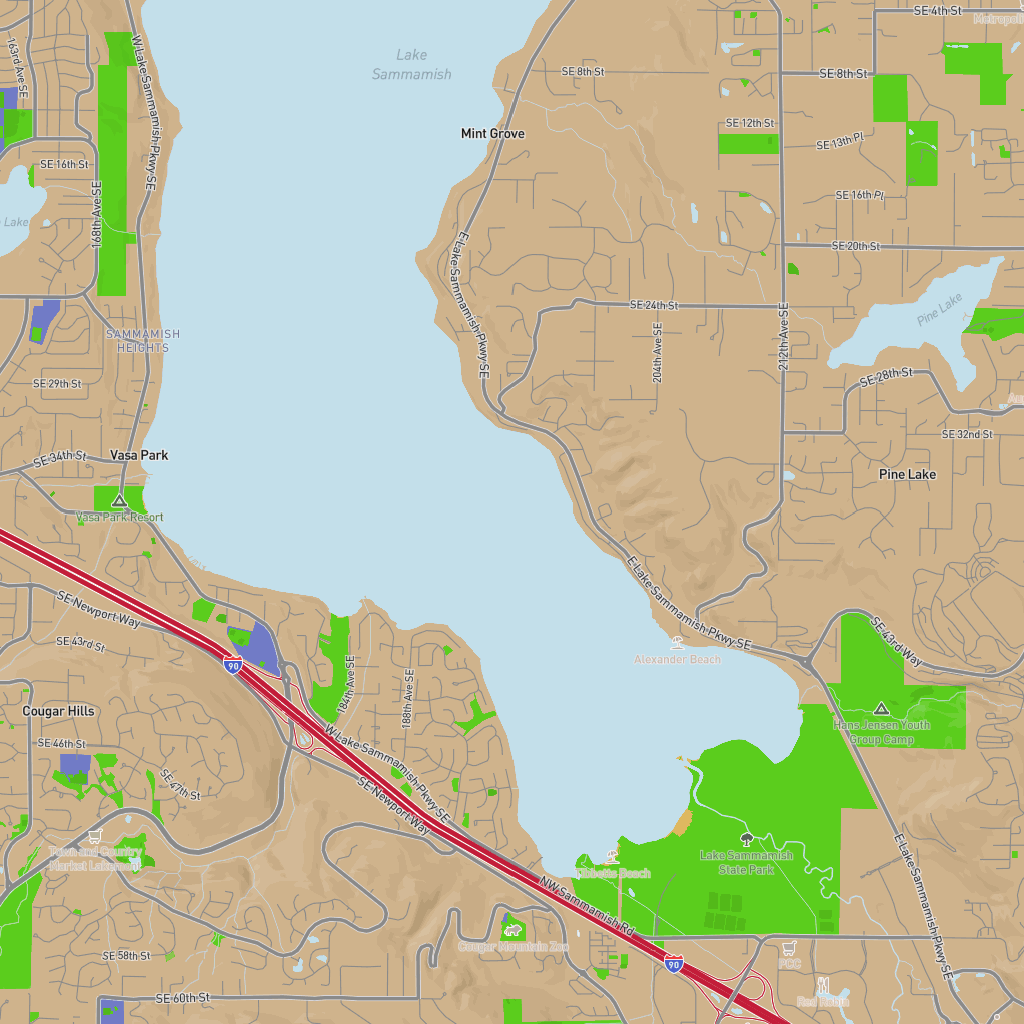 SE 4th St
Lake
Sammamish
163rd Ave SE
W Lake Sammamish Pkwy SE
SE 8th St
SE 8th St
SE 12th St
Mint Grove
SE 13th Pl
SE 16th St
SE 16th Pl
168th Ave SE
Lake
SE 20th St
E Lake Sammamish Pkwy SE
SE 24th St
Pine Lake
SAMMAMISH
HEIGHTS
204th Ave SE
212th Ave SE
SE 28th St
SE 29th St
SE 32nd St
SE 34th St
Vasa Park
Pine Lake
Vasa Park Resort
SE Newport Way
E Lake Sammamish Pkwy SE
SE 43rd St
SE 43rd Way
90
Alexander Beach
184th Ave SE
188th Ave SE
Cougar Hills
Hans Jensen Youth
Group Camp
SE 46th St
W Lake Sammamish Pkwy SE
SE 47th St
SE Newport Way
Town and Country
Market Lakemont
E Lake Sammamish Pkwy SE
Lake Sammamish
State Park
Tibbetts Beach
NW Sammamish Rd
Cougar Mountain Zoo
SE 58th St
90
PCC
SE 60th St
Red Robin